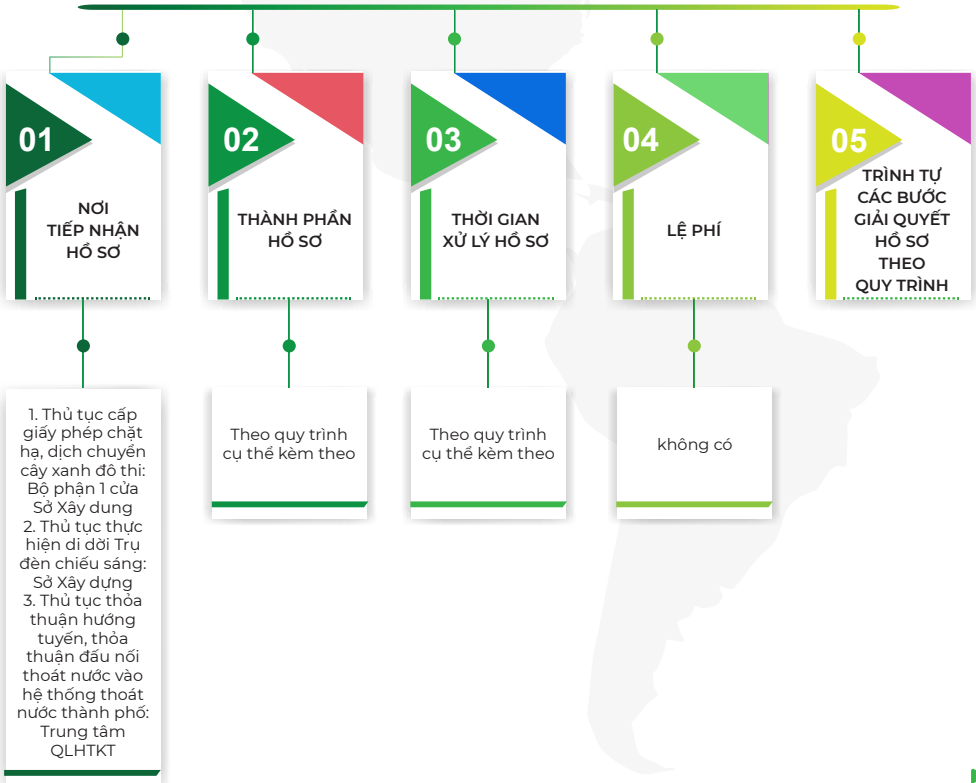 01
NƠI
TIẾP NHẬN
HỒ SƠ
02
THÀNH PHẦN
HỒ SƠ
03
THỜI GIAN
XỬ LÝ HỒ SƠ
04
LỆ PHÍ
05
TRÌNH TỰ
CÁC BƯỚC
GIẢI QUYẾT
HỒ SƠ
THEO
QUY TRÌNH
1. Thủ tục cấp
giấy phép chặt
hạ, dịch chuyển
cây xanh đô thi:
Bộ phận 1 cửa
Sở Xây dung
2. Thủ tục thực
hiện di dời Trụ
đèn chiếu sáng:
Sở Xây dựng
3. Thủ tục thỏa
thuận hướng
tuyến, thỏa
thuận đấu nối
thoát nước vào
hệ thống thoát
nước thành phố:
Trung tâm
QLHTKT
Theo quy trình
cụ thể kèm theo
Theo quy trình
cụ thể kèm theo
không có